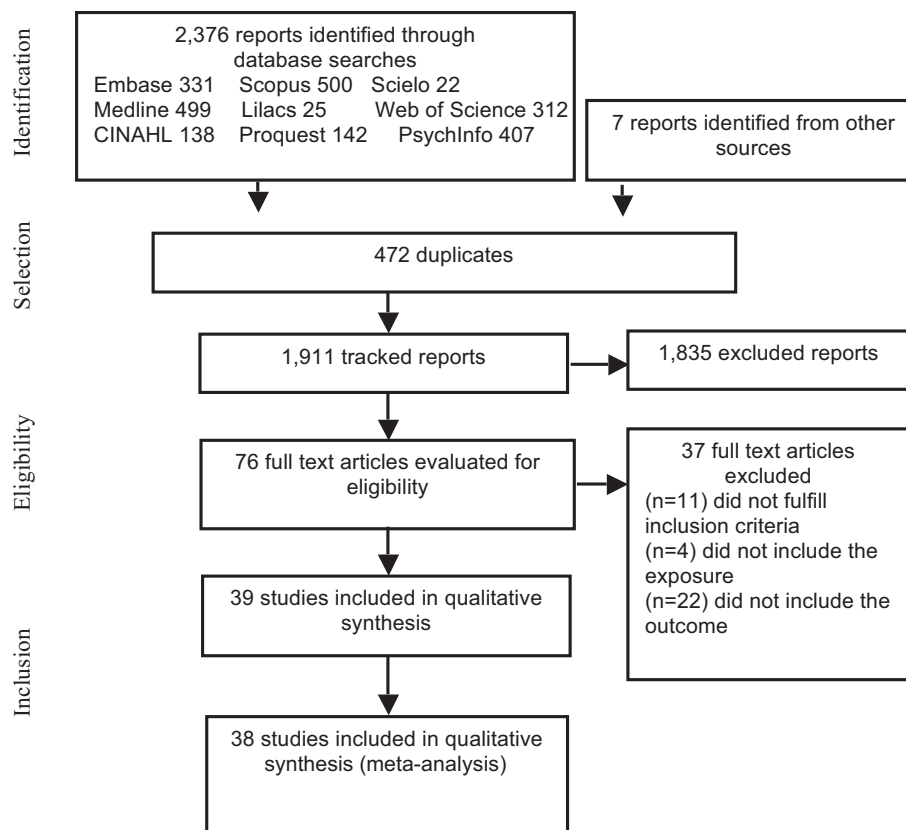 Identification
2,376 reports identified through
database searches
Embase 331 Scopus 500 Scielo 22
Medline 499 Lilacs 25 Web of Science 312
CINAHL 138 Proquest 142 PsychInfo 407
7 reports identified from other
sources
Selection
472 duplicates
1,911 tracked reports
1,835 excluded reports
Eligibility
76 full text articles evaluated for
eligibility
37 full text articles
excluded
(n=11) did not fulfill
inclusion criteria
(n=4) did not include the
exposure
(n=22) did not include the
outcome
Inclusion
39 studies included in qualitative
synthesis
38 studies included in qualitative
synthesis (meta-analysis)